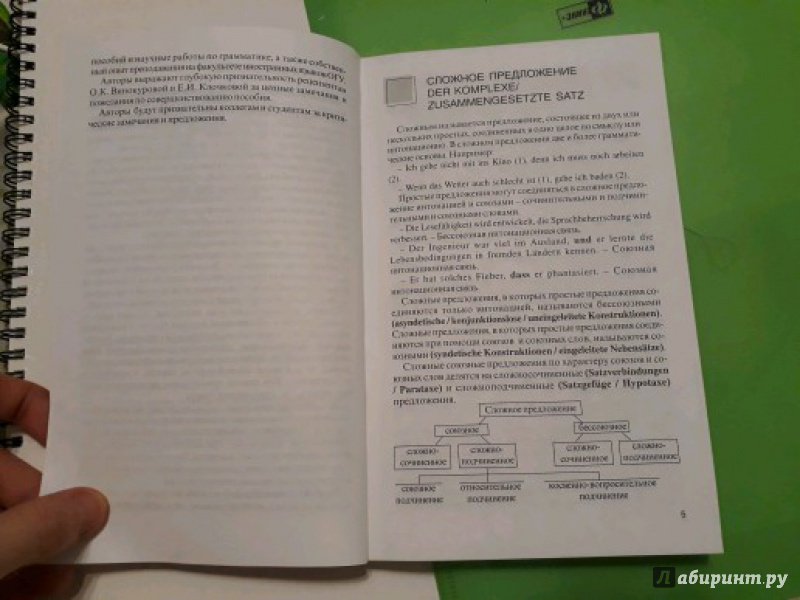 пособий и научные работы по грамматике, а также собствен-
ный опыт преподавания на факультете иностранных языков ОГУ.
Авторы выражают глубокую признательность рецензентам
О.К. Винокуровой и Е.И. Клочковой за ценные замечания и
пожелания по совершенствованию пособия.
Авторы будут признательны коллегам и студентам за крити-
ческие замечания и предложения.
СЛОЖНОЕ ПРЕДЛОЖЕНИЕ
DER KOMPLEXE/
ZUSAMMENGESETZTE SATZ
Сложным называется предложение, состоящее из двух или
нескольких простых, соединенных в одно целое по смыслу или
интонационно. В сложном предложении две и более граммати-
ческие основы. Например:
– Ich gehe nicht mit ins Kino (1), denn ich muss noch arbeiten
(2).
– Wenn das Wetter auch schlecht ist (1), gehe ich baden (2).
Простые предложения могут соединяться в сложное предло-
жение интонацией и союзами – сочинительными и подчини-
тельными и союзными словами.
– Die Lesefähigkeit wird entwickelt, die Sprachbeherrschung wird
verbessert. – Бессоюзная интонационная связь.
– Der Ingenieur war viel im Ausland, und er lernte die
Lebensbedingungen in fremden Ländern kennen. – Союзная
интонационная связь.
– Er hat solches Fieber, dass er phantasiert. – Союзная
интонационная связь.
Сложные предложения, в которых простые предложения со-
единяются только интонацией, называются бессоюзными
(asyndetische / konjunktionslose / uneingeleitete Konstruktionen).
Сложные предложения, в которых простые предложения соеди-
няются при помощи союзов и союзных слов, называются со-
юзными (syndetische Konstruktionen / eingeleitete Nebensätze).
Сложные союзные предложения по характеру союзов и со-
юзных слов делятся на сложносочиненные (Satzverbindungen
/ Parataxe) и сложноподчиненные (Satzgefüge / Hypotaxe)
предложения.
Сложное предложение
союзное
бессоюзное
сложно-
сочиненное
сложно-
подчиненное
сложно-
сочиненное
сложно-
подчиненное
союзное
подчинение
относительное
подчинение
косвенно-вопросительное
подчинение
Лабиринт.ру